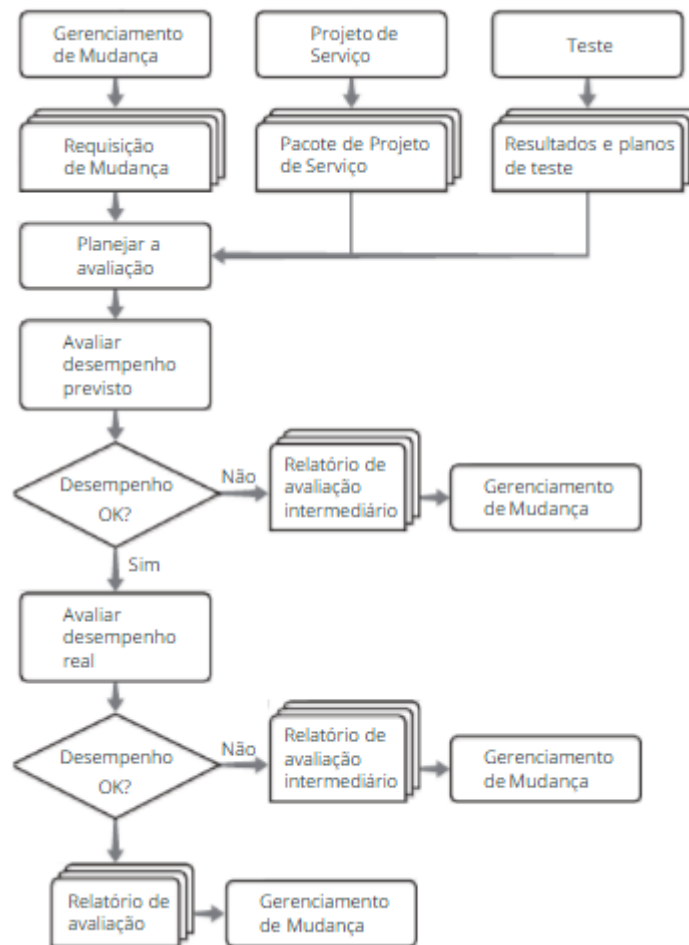 Gerenciamento
de Mudança
Projeto de
Serviço
Teste
Requisição
de Mudança
Pacote de Projeto
de Serviço
Resultados e planos
de teste
Planejar a
avaliação
Avaliar
desempenho
previsto
Desempenho
OK?
Não
Relatório de
avaliação
intermediário
Gerenciamento
de Mudança
Sim
Avaliar
desempenho
real
Desempenho
OK?
Não
Relatório de
avaliação
intermediário
Gerenciamento
de Mudança
Relatório de
avaliação
Gerenciamento
de Mudança